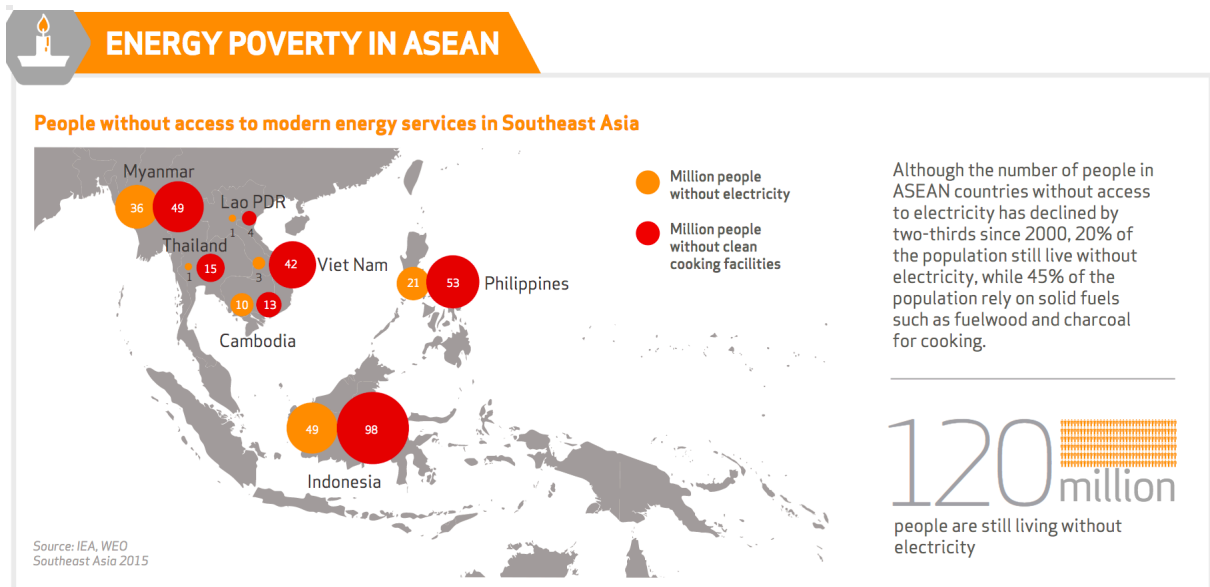 ENERGY POVERTY IN ASEAN
People without access to modern energy services in Southeast Asia
Myanmar
36
49
Lao PDR
1
4
Thailand
1
15
3
42
Viet Nam
10
13
Cambodia
21
53
Philippines
49
98
Indonesia
Million people
without electricity
Million people
without clean
cooking facilities
Source: IEA, WEO
Southeast Asia 2015
Although the number of people in
ASEAN countries without access
to electricity has declined by
two-thirds since 2000, 20% of
the population still live without
electricity, while 45% of the
population rely on solid fuels
such as fuelwood and charcoal
for cooking.
120 million
people are still living without
electricity